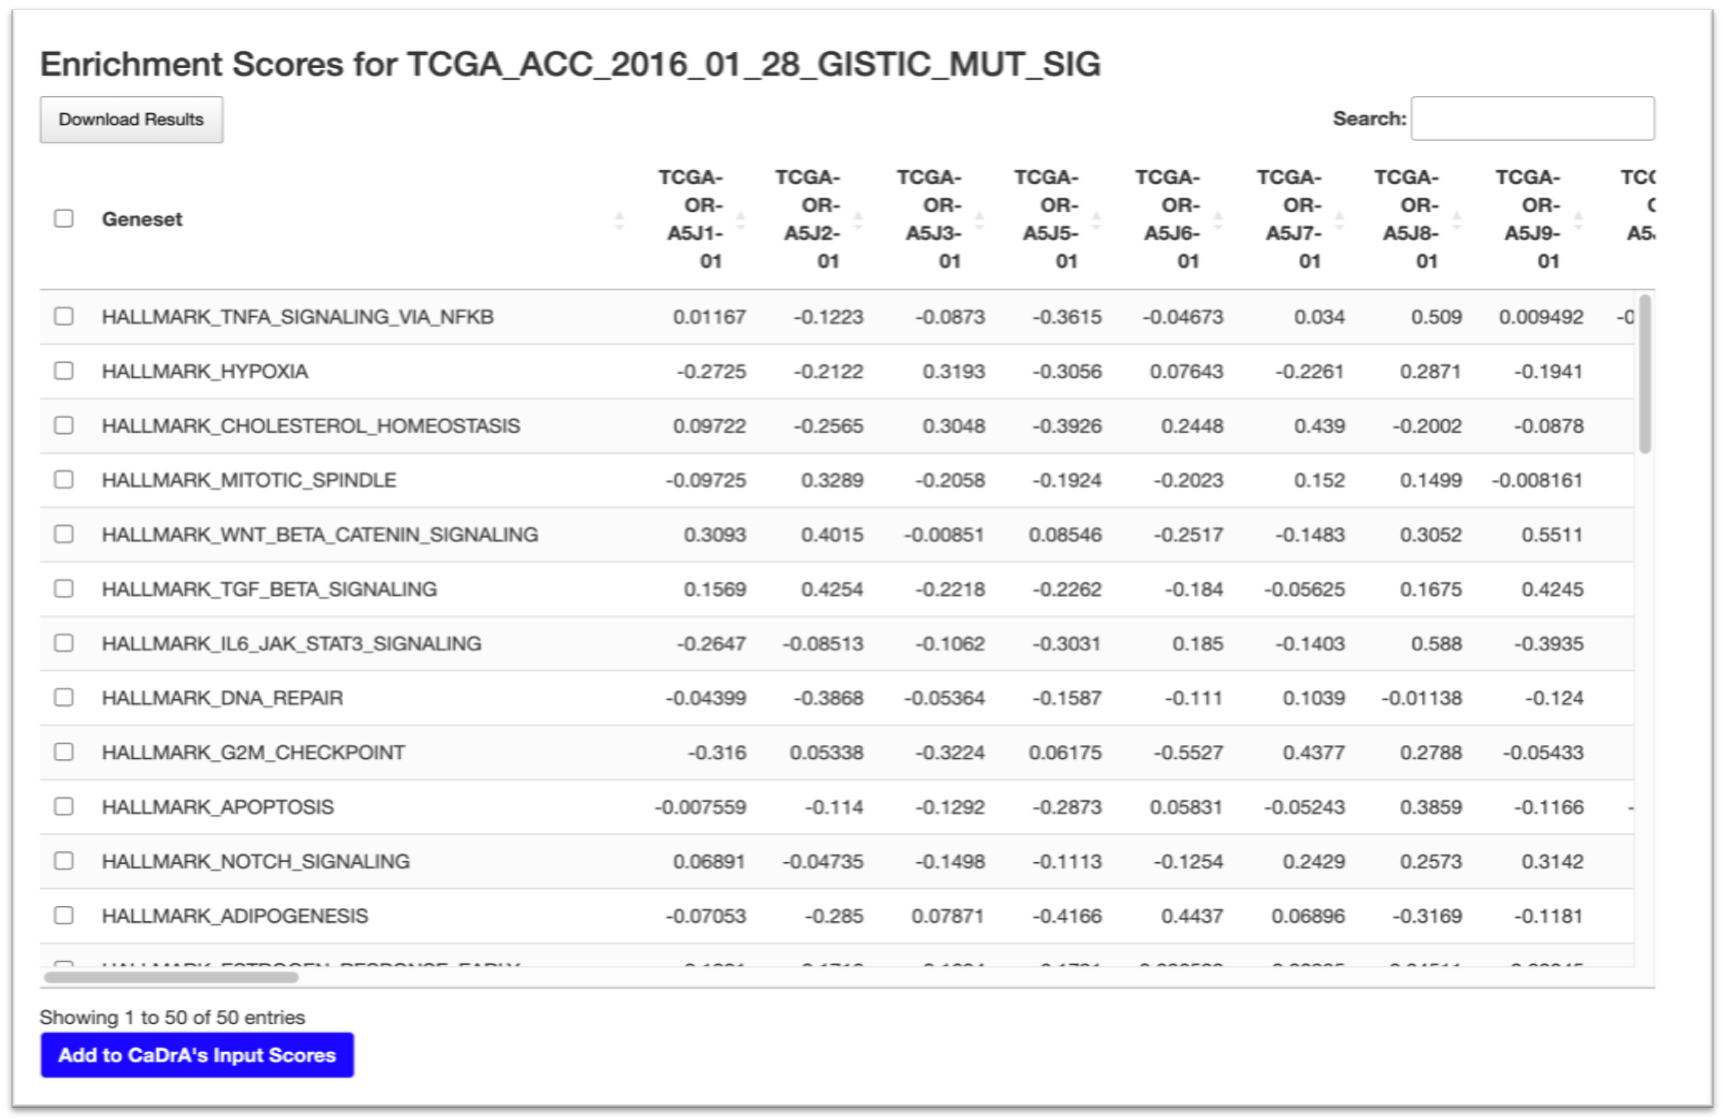 Enrichment Scores for TCGA_ACC_2016_01_28_GISTIC_MUT_SIG
Download Results
Search:
Geneset TCGA-OR-A5J1-01 TCGA-OR-A5J2-01 TCGA-OR-A5J3-01 TCGA-OR-A5J5-01 TCGA-OR-A5J6-01 TCGA-OR-A5J7-01 TCGA-OR-A5J8-01 TCGA-OR-A5J9-01
HALLMARK_TNFA_SIGNALING_VIA_NFKB 0.01167 -0.1223 -0.0873 -0.3615 -0.04673 0.034 0.509 0.009492
HALLMARK_HYPOXIA -0.2725 -0.2122 0.3193 -0.3056 0.07643 -0.2261 0.2871 -0.1941
HALLMARK_CHOLESTEROL_HOMEOSTASIS 0.09722 -0.2565 0.3048 -0.3926 0.2448 0.439 -0.2002 -0.0878
HALLMARK_MITOTIC_SPINDLE -0.09725 0.3289 -0.2058 -0.1924 -0.2023 0.152 0.1499 -0.008161
HALLMARK_WNT_BETA_CATENIN_SIGNALING 0.3093 0.4015 -0.00851 0.08546 -0.2517 -0.1483 0.3052 0.5511
HALLMARK_TGF_BETA_SIGNALING 0.1569 0.4254 -0.2218 -0.2262 -0.184 -0.05625 0.1675 0.4245
HALLMARK_IL6_JAK_STAT3_SIGNALING -0.2647 -0.08513 -0.1062 -0.3031 0.185 -0.1403 0.588 -0.3935
HALLMARK_DNA_REPAIR -0.04399 -0.3868 -0.05364 -0.1587 -0.111 0.1039 -0.01138 -0.124
HALLMARK_G2M_CHECKPOINT -0.316 0.05338 -0.3224 0.06175 -0.5527 0.4377 0.2788 -0.05433
HALLMARK_APOPTOSIS -0.007559 -0.114 -0.1292 -0.2873 0.05831 -0.05243 0.3859 -0.1166
HALLMARK_NOTCH_SIGNALING 0.06891 -0.04735 -0.1498 -0.1113 -0.1254 0.2429 0.2573 0.3142
HALLMARK_ADIPOGENESIS -0.07053 -0.285 0.07871 -0.4166 0.4437 0.06896 -0.3169 -0.1181
Showing 1 to 50 of 50 entries
Add to CaDrA's Input Scores